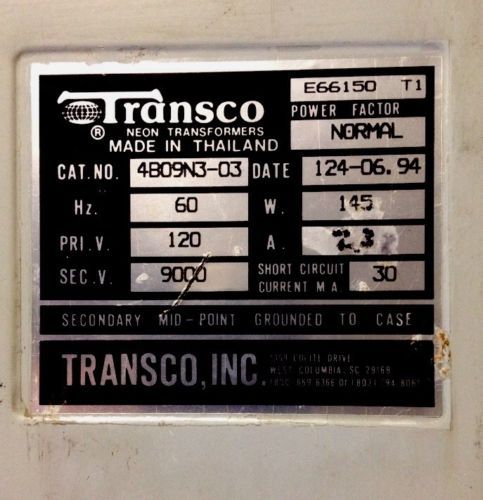 Transco
® NEON TRANSFORMERS
MADE IN THAILAND
E66150 T1
POWER FACTOR
NORMAL
CAT.NO. 4B09N3-03 DATE 124-06.94
Hz. 60 W. 145
PRI.V. 120 A.
SEC.V. 9000 SHORT CIRCUIT CURRENT M A. 30
SECONDARY MID-POINT GROUNDED TO CASE
TRANSCO, INC.
DRIVE
WEST COLUMBIA, SC 29169